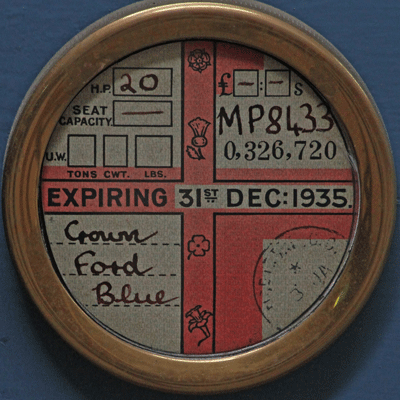 H.P. 20
£ - : - : - s
SEAT CAPACITY —
MP8433
0,326,720
U.W.
TONS CWT. LBS.
EXPIRING 31ST DEC: 1935.
Crown
Ford
Blue